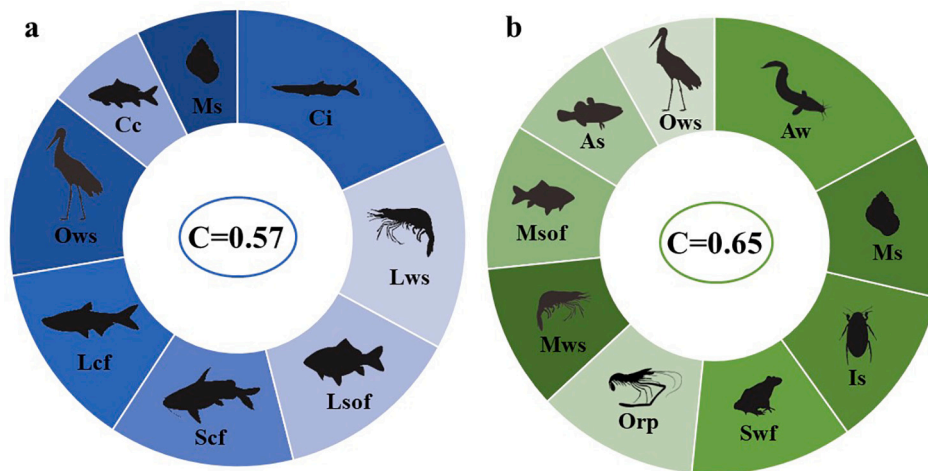 a
Ms
Ci
Cc
Ows
Lws
C=0.57
Lcf
Lsof
Scf
b
Ows
Aw
As
Msof
Ms
C=0.65
Mws
Is
Orp
Swf